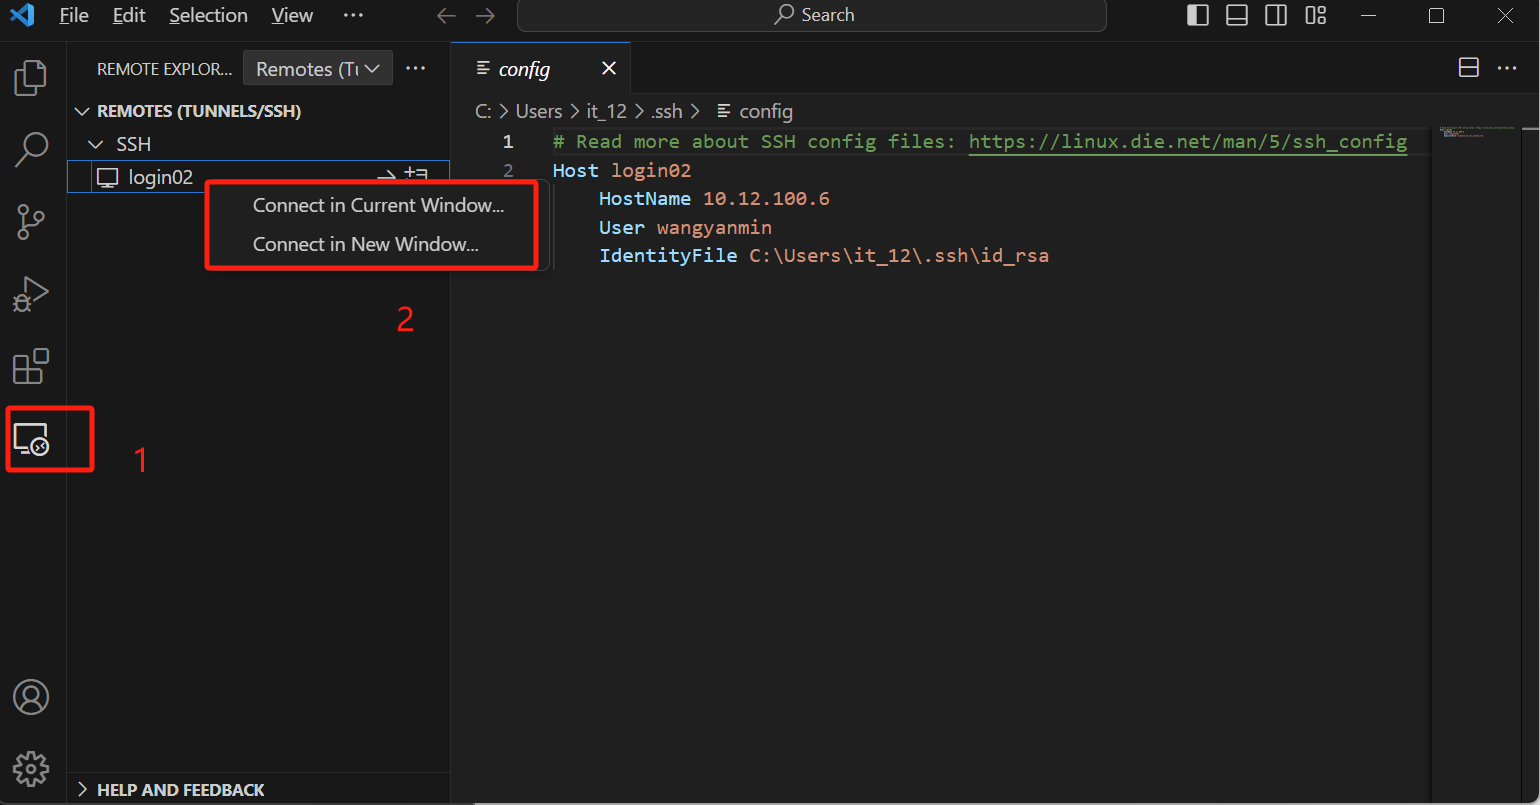 File Edit Selection View ··· Search
REMOTE EXPLOR... Remotes (Tu ···
config
REMOTES (TUNNELS/SSH)
SSH
login02
Connect in Current Window...
Connect in New Window...
2
1
HELP AND FEEDBACK
C: > Users > it_12 > .ssh > config
1 # Read more about SSH config files: https://linux.die.net/man/5/ssh_config
2 Host login02
HostName 10.12.100.6
User wangyanmin
IdentityFile C:\Users\it_12\.ssh\id_rsa